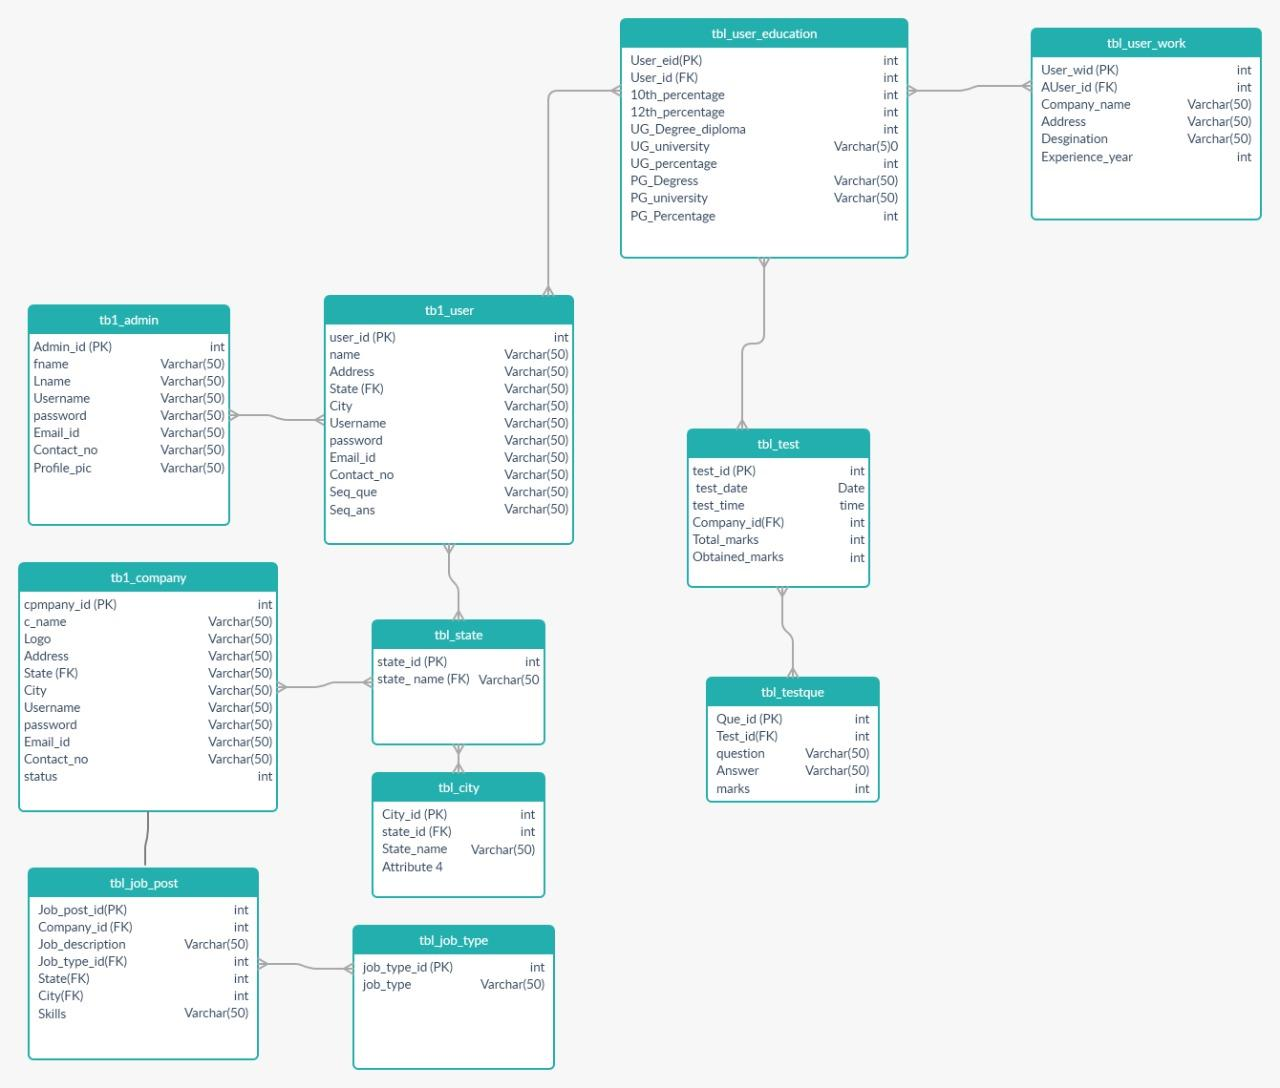 tbl_user_education
User_eid(PK) int
User_id (FK) int
10th_percentage int
12th_percentage int
UG_Degree_diploma int
UG_university Varchar(5)0
UG_percentage int
PG_Degress Varchar(50)
PG_university Varchar(50)
PG_Percentage int
tbl_user_work
User_wid (PK) int
AUser_id (FK) int
Company_name Varchar(50)
Address Varchar(50)
Desgination Varchar(50)
Experience_year int
tb1_admin
Admin_id (PK) int
fname Varchar(50)
Lname Varchar(50)
Username Varchar(50)
password Varchar(50)
Email_id Varchar(50)
Contact_no Varchar(50)
Profile_pic Varchar(50)
tb1_user
user_id (PK) int
name Varchar(50)
Address Varchar(50)
State (FK) Varchar(50)
City Varchar(50)
Username Varchar(50)
password Varchar(50)
Email_id Varchar(50)
Contact_no Varchar(50)
Seq_que Varchar(50)
Seq_ans Varchar(50)
tbl_test
test_id (PK) int
test_date Date
test_time time
Company_id(FK) int
Total_marks int
Obtained_marks int
tb1_company
cpmpany_id (PK) int
c_name Varchar(50)
Logo Varchar(50)
Address Varchar(50)
State (FK) Varchar(50)
City Varchar(50)
Username Varchar(50)
password Varchar(50)
Email_id Varchar(50)
Contact_no Varchar(50)
status int
tbl_state
state_id (PK) int
state_ name (FK) Varchar(50
tbl_testque
Que_id (PK) int
Test_id(FK) int
question Varchar(50)
Answer Varchar(50)
marks int
tbl_city
City_id (PK) int
state_id (FK) int
State_name Varchar(50)
Attribute 4
tbl_job_post
Job_post_id(PK) int
Company_id (FK) int
Job_description Varchar(50)
Job_type_id(FK) int
State(FK) int
City(FK) int
Skills Varchar(50)
tbl_job_type
job_type_id (PK) int
job_type Varchar(50)